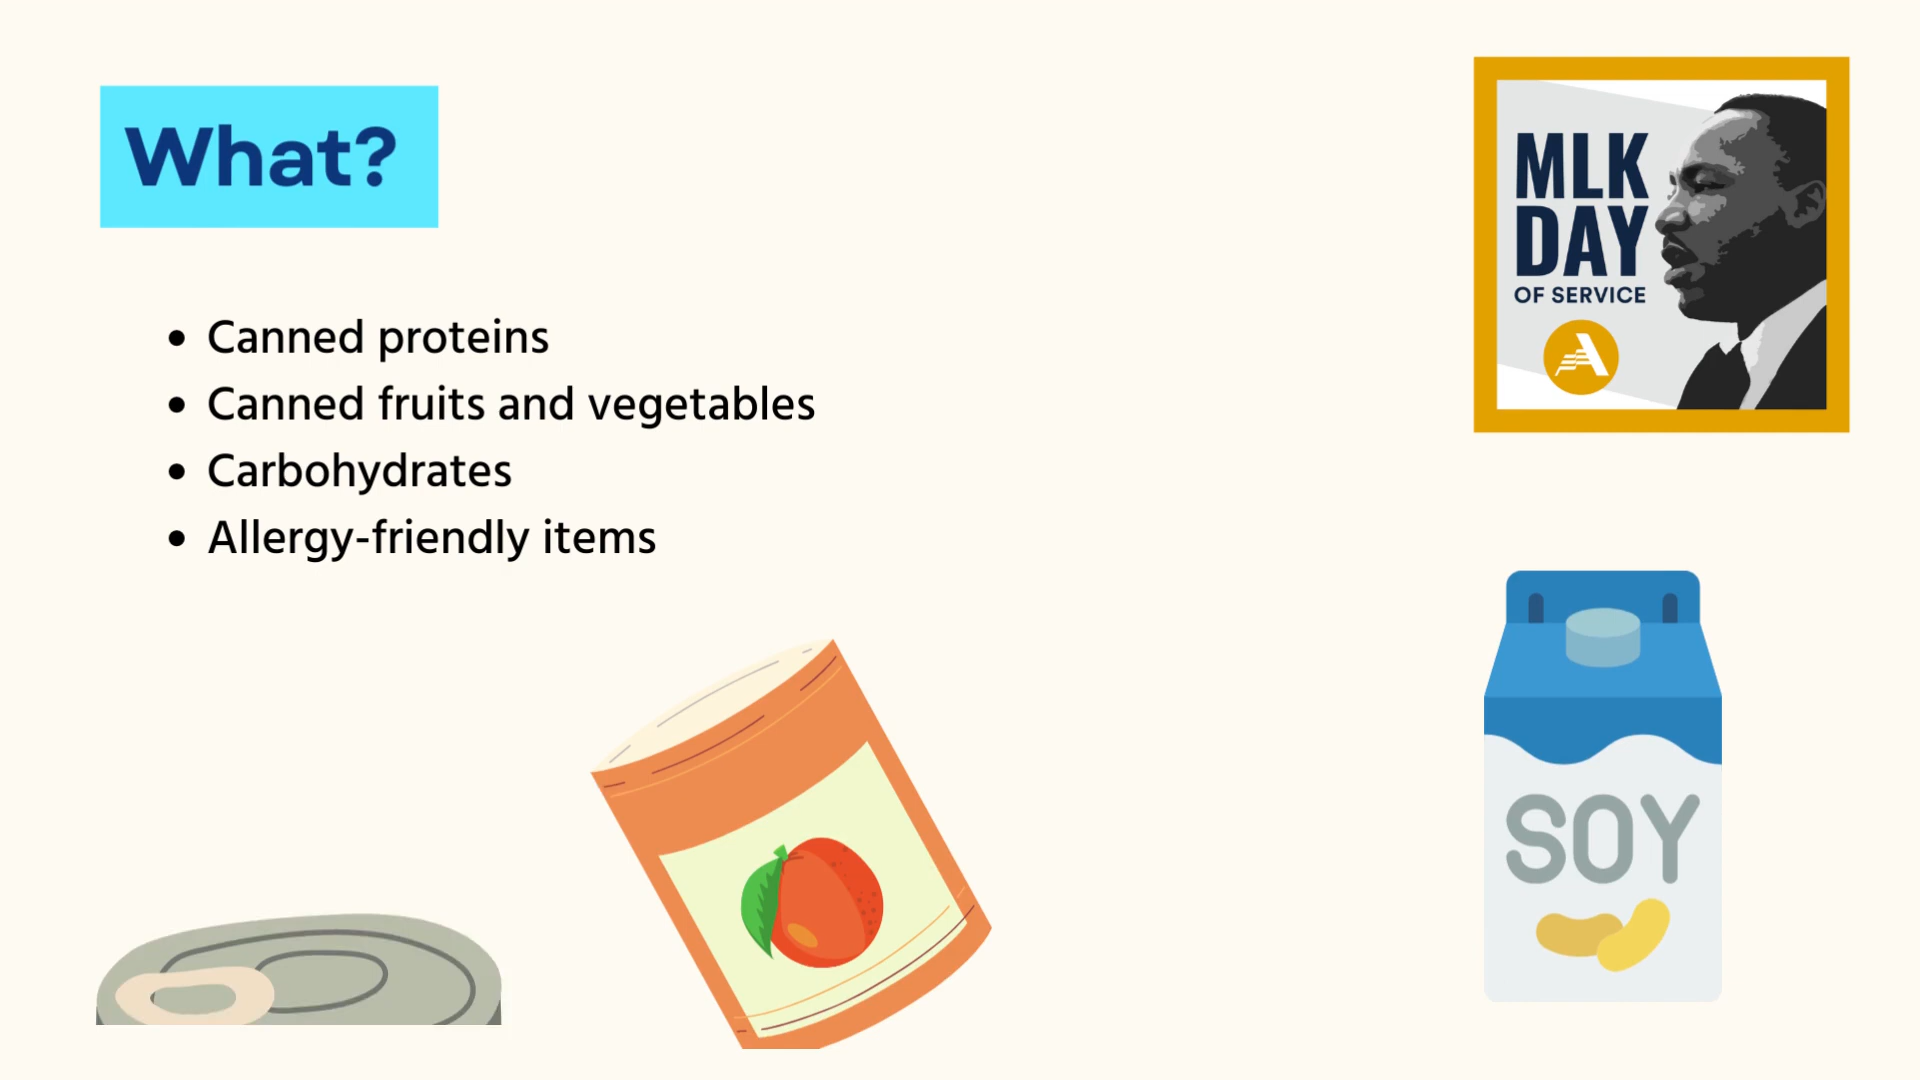 What?
Canned proteins
Canned fruits and vegetables
Carbohydrates
Allergy-friendly items
MLK
DAY
OF SERVICE
SOY